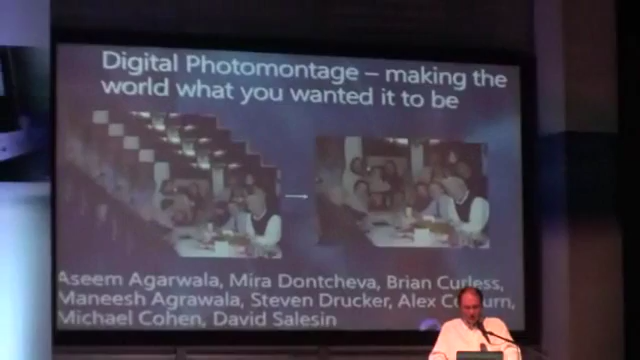 Digital Photomontage – making the
world what you wanted it to be
Aseem Agarwala, Mira Dontcheva, Brian Curless,
Maneesh Agrawala, Steven Drucker, Alex
Michael Cohen, David Salesin